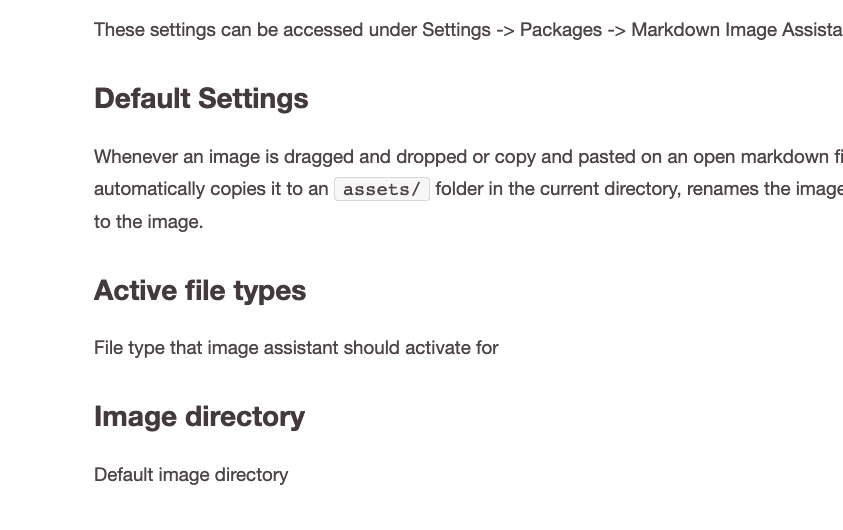 These settings can be accessed under Settings -> Packages -> Markdown Image Assista
Default Settings
Whenever an image is dragged and dropped or copy and pasted on an open markdown fi
automatically copies it to an assets/ folder in the current directory, renames the image
to the image.
Active file types
File type that image assistant should activate for
Image directory
Default image directory